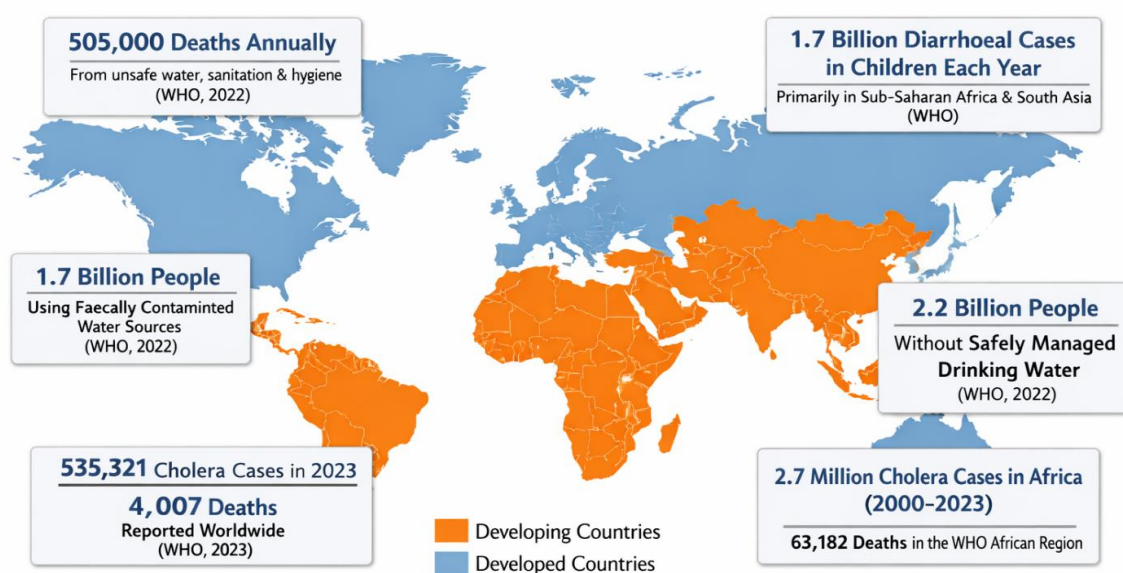 505,000 Deaths Annually
From unsafe water, sanitation & hygiene
(WHO, 2022)
1.7 Billion Diarrhoeal Cases
in Children Each Year
Primarily in Sub-Saharan Africa & South Asia
(WHO)
1.7 Billion People
Using Faecally Contaminted
Water Sources
(WHO, 2022)
2.2 Billion People
Without Safely Managed
Drinking Water
(WHO, 2022)
535,321 Cholera Cases in 2023
4,007 Deaths
Reported Worldwide
(WHO, 2023)
2.7 Million Cholera Cases in Africa
(2000–2023)
63,182 Deaths in the WHO African Region
Developing Countries
Developed Countries